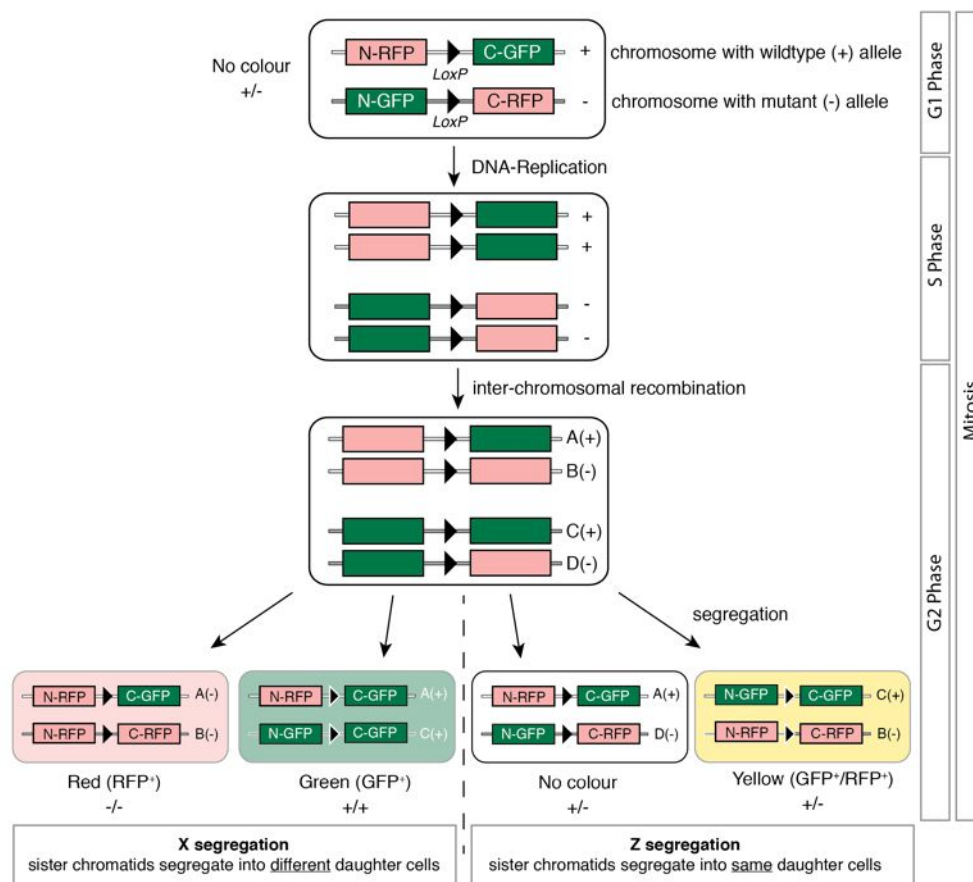 N-RFP
C-GFP
+
chromosome with wildtype (+) allele
LoxP
No colour
+/-
N-GFP
C-RFP
-
chromosome with mutant (-) allele
LoxP
G1 Phase
DNA-Replication
+
+
-
-
S Phase
inter-chromosomal recombination
Mitosis
A(+)
B(-)
C(+)
D(-)
G2 Phase
segregation
N-RFP C-GFP A(-)
N-RFP C-RFP B(-)
Red (RFP+)
-/-
N-RFP C-GFP A(+)
N-GFP C-GFP C(+)
Green (GFP+)
+/+
N-RFP C-GFP A(+)
N-GFP C-RFP D(-)
No colour
+/-
N-GFP C-GFP C(+)
N-RFP C-RFP B(-)
Yellow (GFP+/RFP+)
+/-
X segregation
sister chromatids segregate into different daughter cells
Z segregation
sister chromatids segregate into same daughter cells